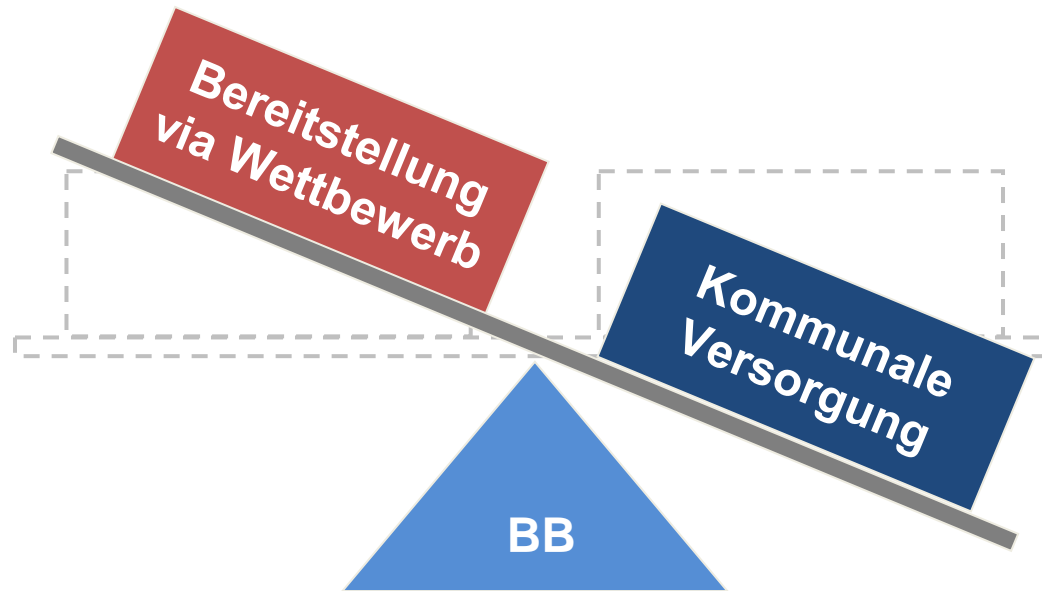 Bereitstellung
via Wettbewerb
Kommunale
Versorgung
BB